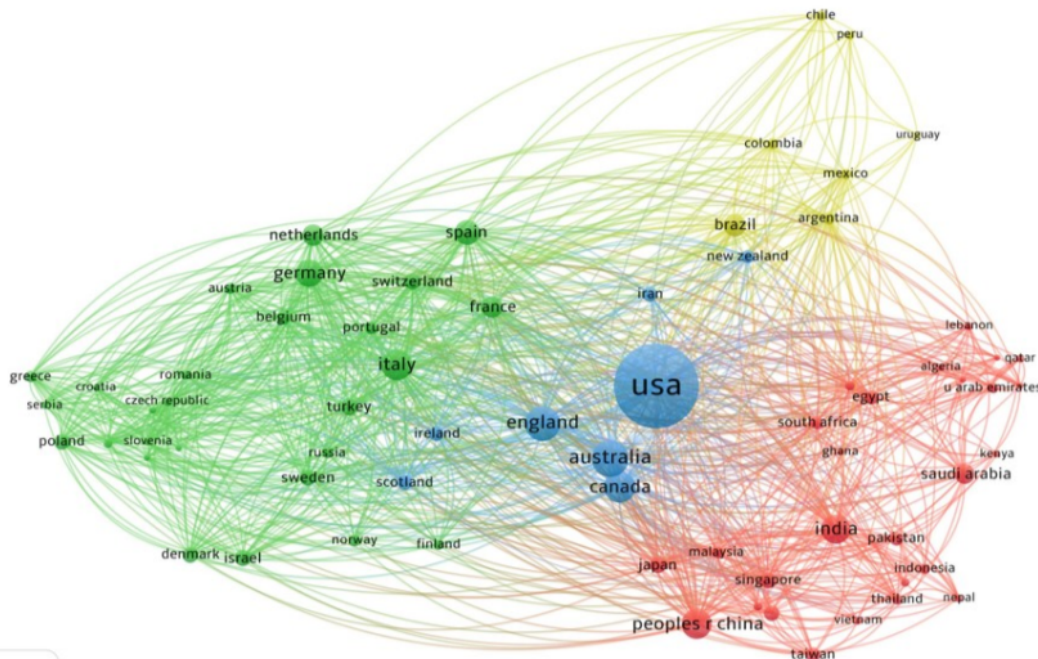 chile
peru
uruguay
colombia
mexico
argentina
brazil
new zealand
netherlands
spain
germany
switzerland
austria
iran
france
belgium
portugal
lebanon
qatar
algeria
italy
greece
romania
croatia
u arab emirates
usa
egypt
czech republic
serbia
turkey
england
south africa
ireland
poland
slovenia
russia
ghana
kenya
australia
saudi arabia
sweden
scotland
canada
india
pakistan
norway
finland
denmark
israel
malaysia
japan
indonesia
singapore
thailand
nepal
vietnam
peoples r china
taiwan